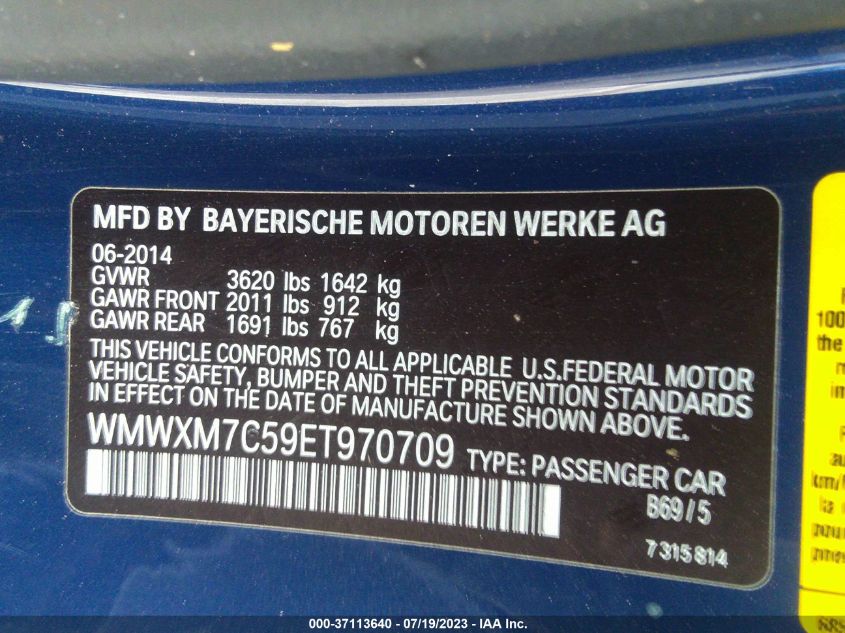 MFD BY BAYERISCHE MOTOREN WERKE AG
06-2014
GVWR 3620 lbs 1642 kg
GAWR FRONT 2011 lbs 912 kg
GAWR REAR 1691 lbs 767 kg
THIS VEHICLE CONFORMS TO ALL APPLICABLE U.S.FEDERAL MOTOR
VEHICLE SAFETY, BUMPER AND THEFT PREVENTION STANDARDS
IN EFFECT ON THE DATE OF MANUFACTURE SHOWN ABOVE.
WMWXM7C59ET970709 TYPE: PASSENGER CAR
B69/5
7315814
100
the
000-37113640 - 07/19/2023 - IAA Inc.